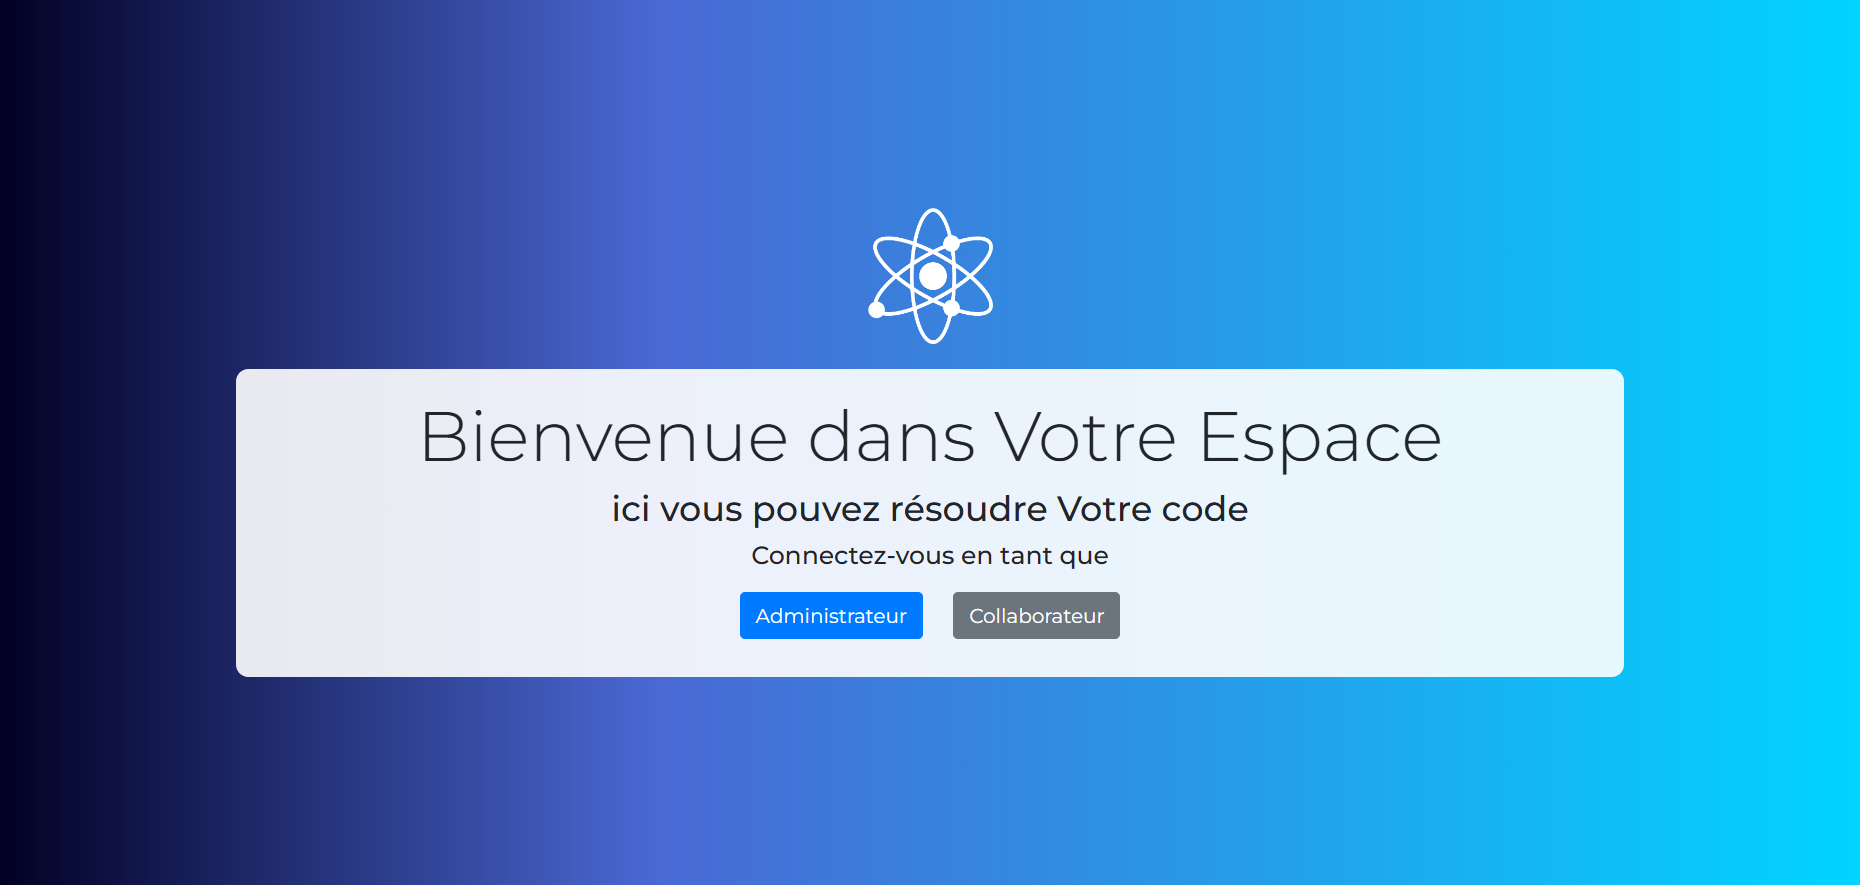 Bienvenue dans Votre Espace
ici vous pouvez résoudre Votre code
Connectez-vous en tant que
Administrateur Collaborateur